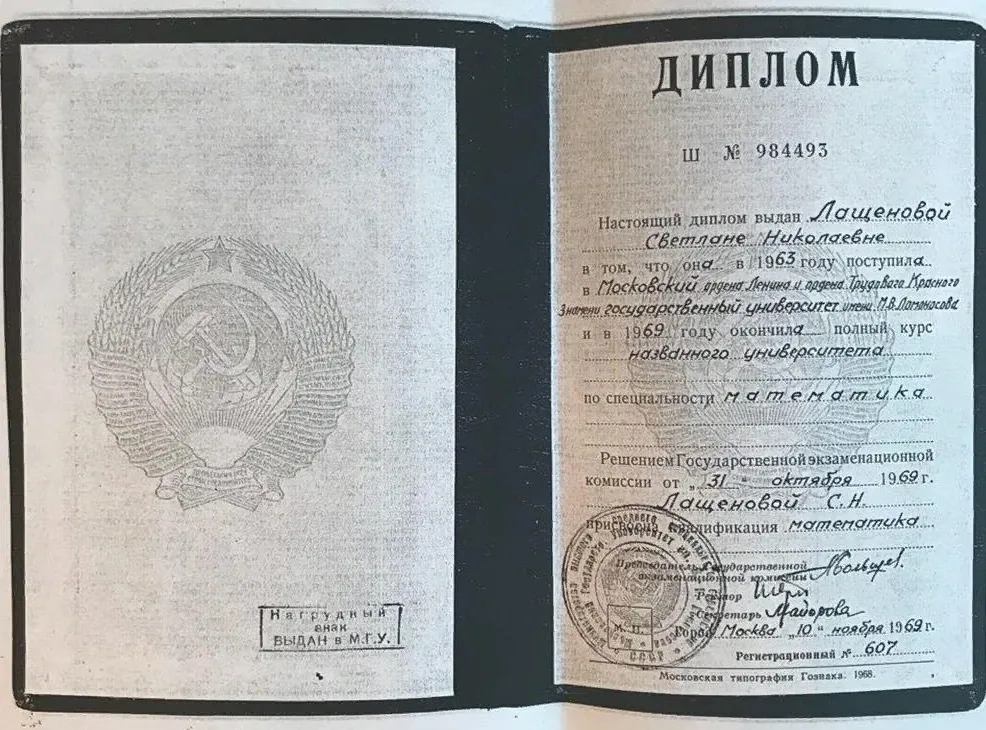 Нагрудный
знак
ВЫДАН в М.Г.У.
ДИПЛОМ
Ш № 984493
Настоящий диплом выдан Лащеновой
Светлане Николаевне
в том, что она в 1963 году поступила
в Московский ордена Ленина и ордена Трудового Красного
Знамени государственный университет имени М.В. Ломоносова
и в 1969 году окончила полный курс
названного университета
по специальности математика
Решением Государственной экзаменационной
комиссии от „31" октября 1969 г.
Лащеновой С.Н.
присвоена квалификация математика
Председатель Государственной
экзаменационной комиссии
Ректор
Секретарь
М. П. Город Москва „10" ноября 1969 г.
Регистрационный № 607
Московская типография Гознака. 1968.